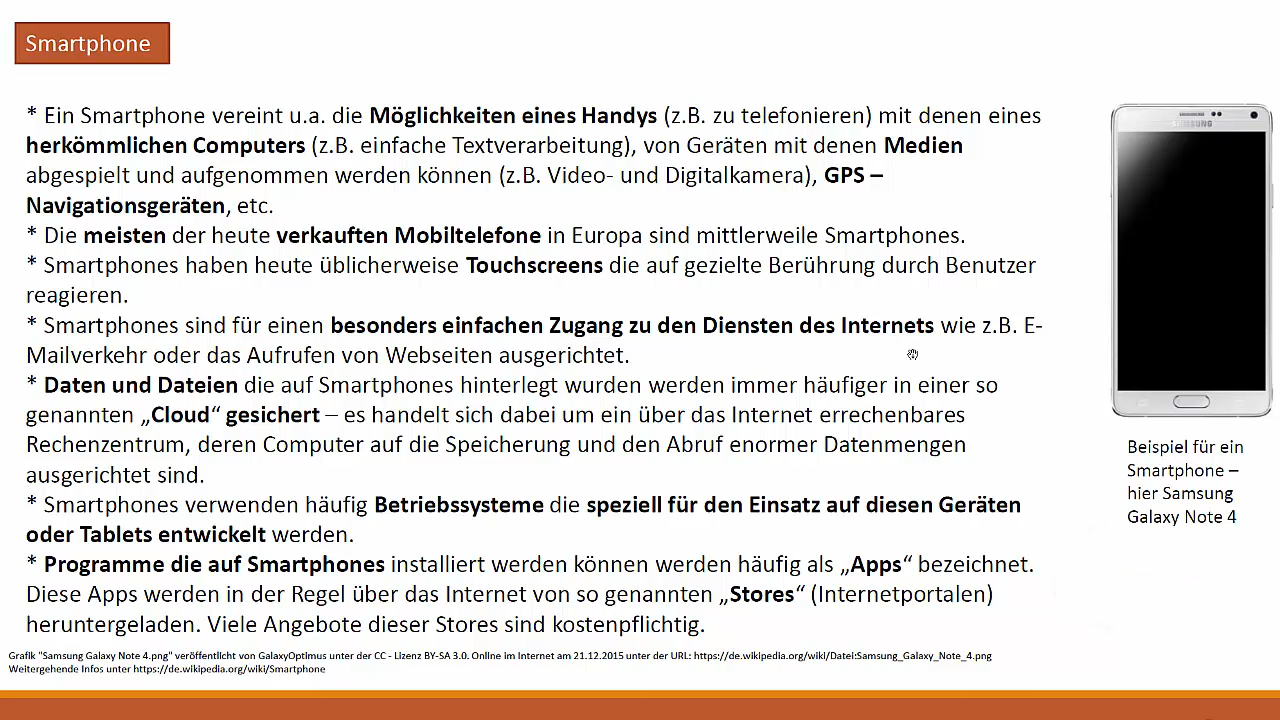 Smartphone
* Ein Smartphone vereint u.a. die Möglichkeiten eines Handys (z.B. zu telefonieren) mit denen eines
herkömmlichen Computers (z.B. einfache Textverarbeitung), von Geräten mit denen Medien
abgespielt und aufgenommen werden können (z.B. Video- und Digitalkamera), GPS –
Navigationsgeräten, etc.
* Die meisten der heute verkauften Mobiltelefone in Europa sind mittlerweile Smartphones.
* Smartphones haben heute üblicherweise Touchscreens die auf gezielte Berührung durch Benutzer
reagieren.
* Smartphones sind für einen besonders einfachen Zugang zu den Diensten des Internets wie z.B. E-
Mailverkehr oder das Aufrufen von Webseiten ausgerichtet.
* Daten und Dateien die auf Smartphones hinterlegt wurden werden immer häufiger in einer so
genannten „Cloud“ gesichert – es handelt sich dabei um ein über das Internet errechenbares
Rechenzentrum, deren Computer auf die Speicherung und den Abruf enormer Datenmengen
ausgerichtet sind.
* Smartphones verwenden häufig Betriebssysteme die speziell für den Einsatz auf diesen Geräten
oder Tablets entwickelt werden.
* Programme die auf Smartphones installiert werden können werden häufig als „Apps“ bezeichnet.
Diese Apps werden in der Regel über das Internet von so genannten „Stores“ (Internetportalen)
heruntergeladen. Viele Angebote dieser Stores sind kostenpflichtig.
SAMSUNG
Beispiel für ein
Smartphone –
hier Samsung
Galaxy Note 4
Grafik "Samsung Galaxy Note 4.png" veröffentlicht von GalaxyOptimus unter der CC - Lizenz BY-SA 3.0. Online im Internet am 21.12.2015 unter der URL: https://de.wikipedia.org/wiki/Datei:Samsung_Galaxy_Note_4.png
Weitergehende Infos unter https://de.wikipedia.org/wiki/Smartphone